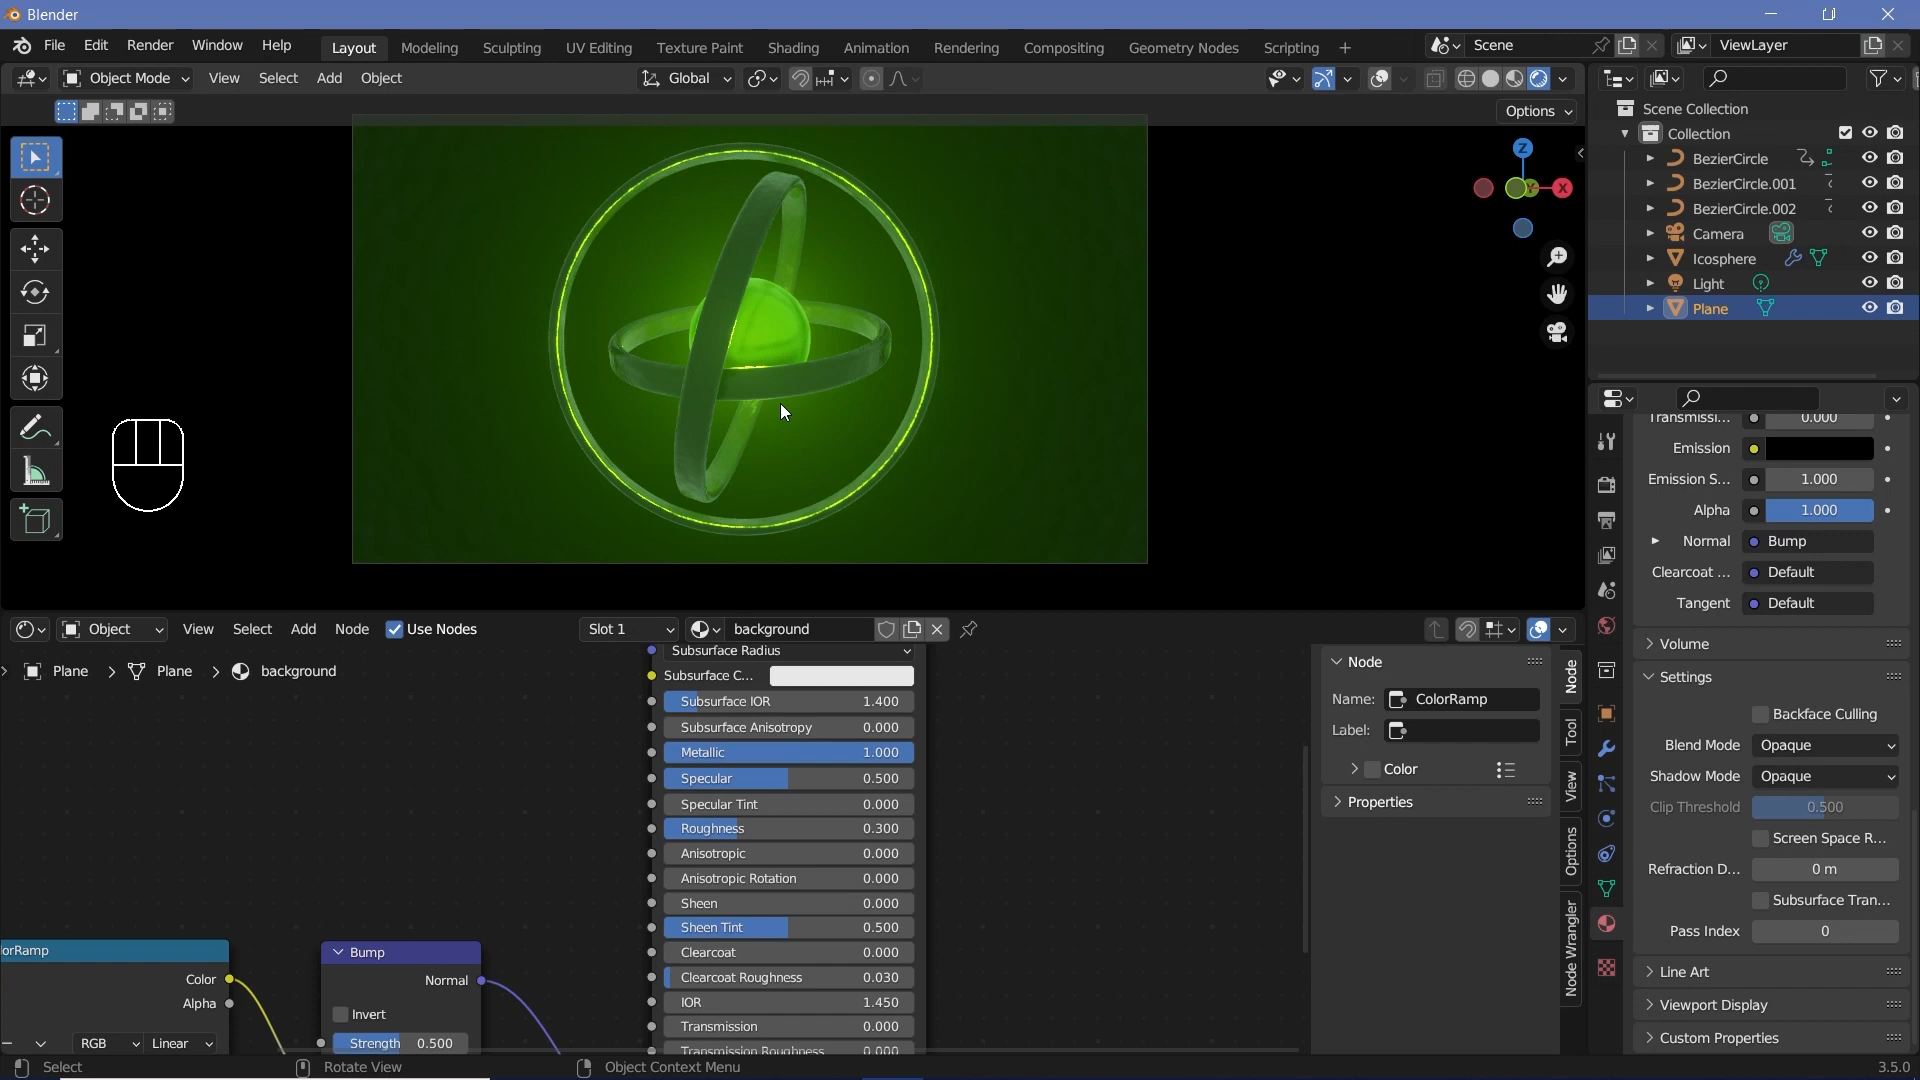 Blender
File Edit Render Window Help Layout Modeling Sculpting UV Editing Texture Paint Shading Animation Rendering Compositing Geometry Nodes Scripting + Scene ViewLayer
Object Mode View Select Add Object Global
Options
Z
X
Scene Collection
Collection
BezierCircle
BezierCircle.001
BezierCircle.002
Camera
Icosphere
Light
Plane
Transmissi... 0.000
Emission
Emission S... 1.000
Alpha 1.000
Normal Bump
Clearcoat ... Default
Tangent Default
Volume
Settings
Backface Culling
Blend Mode Opaque
Shadow Mode Opaque
Clip Threshold 0.500
Screen Space R...
Refraction D... 0 m
Subsurface Tran...
Pass Index 0
Line Art
Viewport Display
Custom Properties
Object View Select Add Node Use Nodes Slot 1 background
Plane > Plane > background
Subsurface Radius
Subsurface C...
Subsurface IOR 1.400
Subsurface Anisotropy 0.000
Metallic 1.000
Specular 0.500
Specular Tint 0.000
Roughness 0.300
Anisotropic 0.000
Anisotropic Rotation 0.000
Sheen 0.000
Sheen Tint 0.500
Clearcoat 0.000
Clearcoat Roughness 0.030
IOR 1.450
Transmission 0.000
Transmission Roughness 0.000
orRamp
Color
Alpha
RGB Linear
Bump
Normal
Invert
Strength 0.500
Node
Name: ColorRamp
Label:
Color
Properties
Node
Tool
View
Options
Node Wrangler
Select Rotate View Object Context Menu 3.5.0